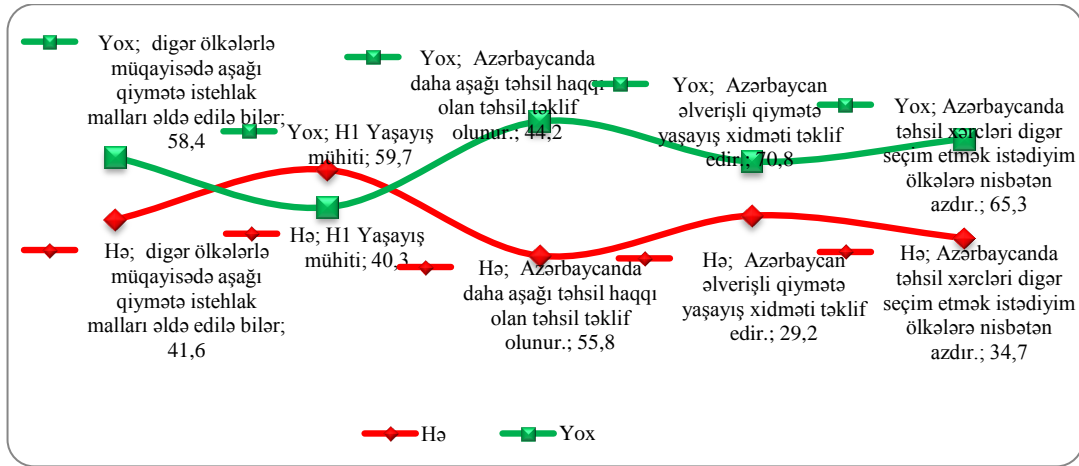 Yox;  digər ölkələrlə
müqayisədə aşağı
qiymətə istehlak
malları əldə edilə bilər;
58,4
Yox; H1 Yaşayış
mühiti; 59,7
Yox;  Azərbaycanda
daha aşağı təhsil haqqı
olan təhsil təklif
olunur.; 44,2
Yox;  Azərbaycan
əlverişli qiymətə
yaşayış xidməti təklif
edir.; 70,8
Yox; Azərbaycanda
təhsil xərcləri digər
seçim etmək istədiyim
ölkələrə nisbətən
azdır.; 65,3
Hə;  digər ölkələrlə
müqayisədə aşağı
qiymətə istehlak
malları əldə edilə bilər;
41,6
Hə; H1 Yaşayış
mühiti; 40,3
Hə;  Azərbaycanda
daha aşağı təhsil haqqı
olan təhsil təklif
olunur.; 55,8
Hə;  Azərbaycan
əlverişli qiymətə
yaşayış xidməti təklif
edir.; 29,2
Hə; Azərbaycanda
təhsil xərcləri digər
seçim etmək istədiyim
ölkələrə nisbətən
azdır.; 34,7
Hə
Yox